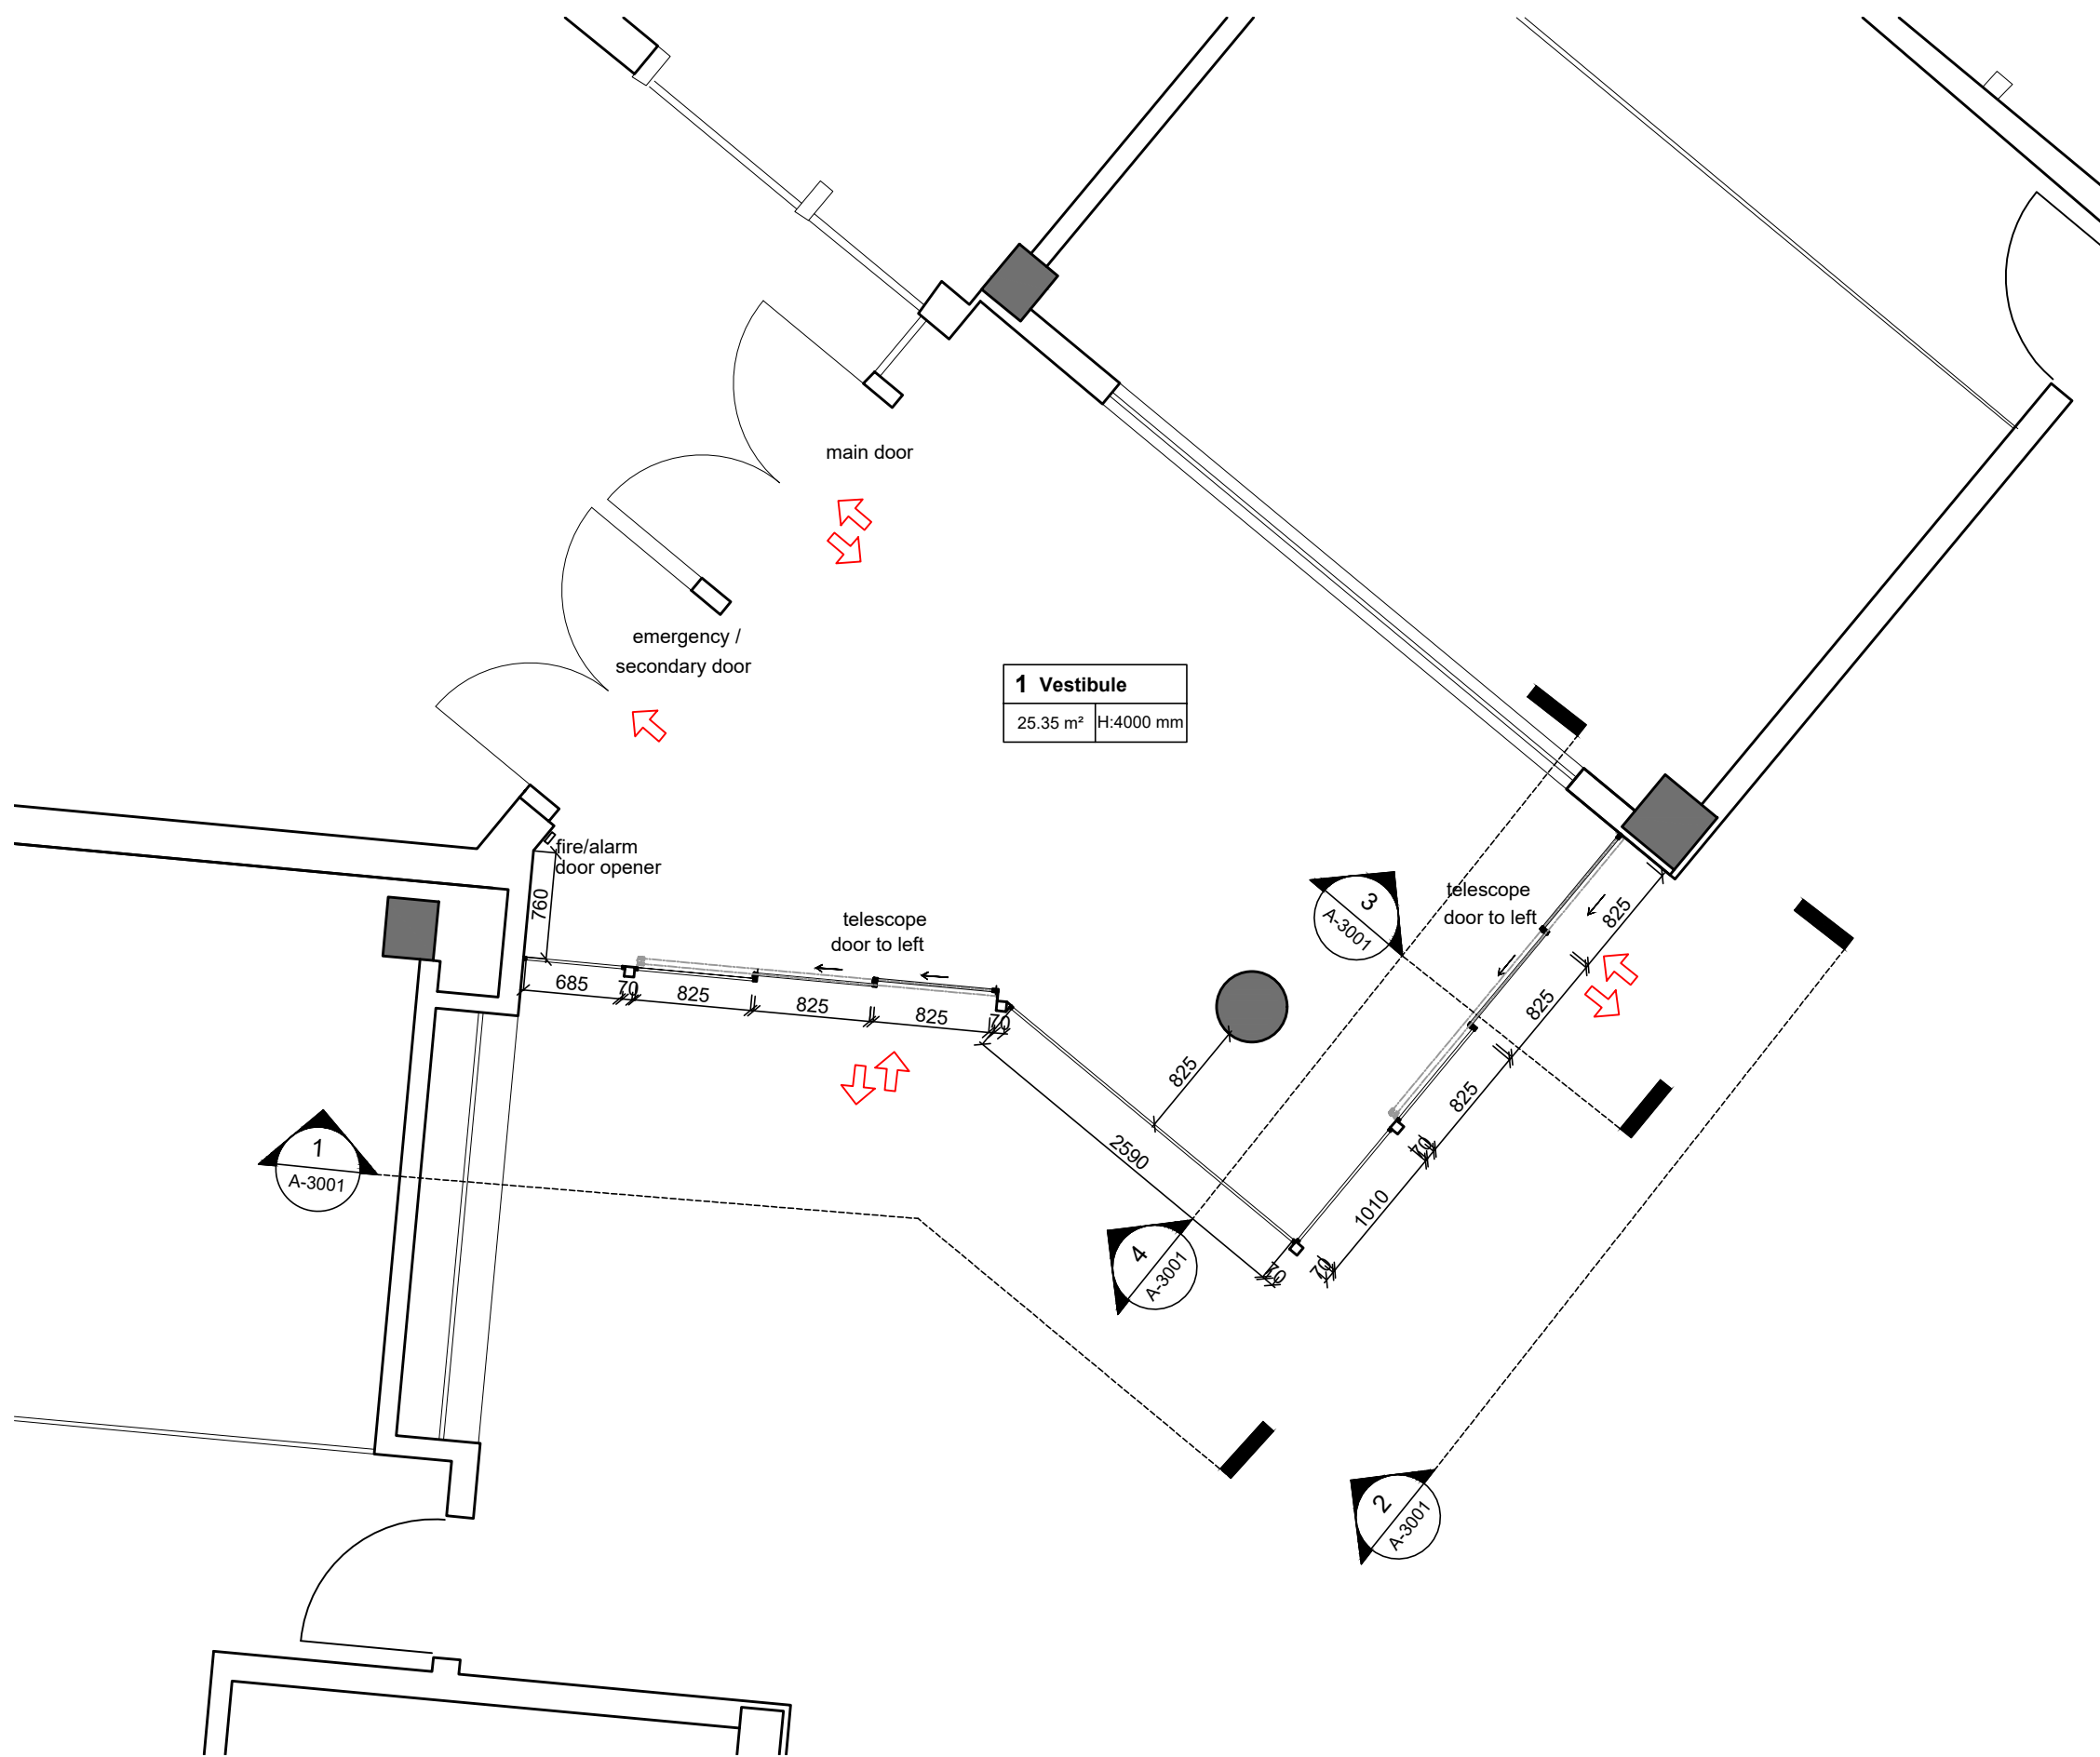 main door
emergency /
secondary door
1 Vestibule
25.35 m² H:4000 mm
fire/alarm
door opener
760
telescope
door to left
685
70
825
825
825
70
telescope
door to left
3
A-3001
825
825
825
70
1010
70
825
2590
70
1
A-3001
4
A-3001
2
A-3001